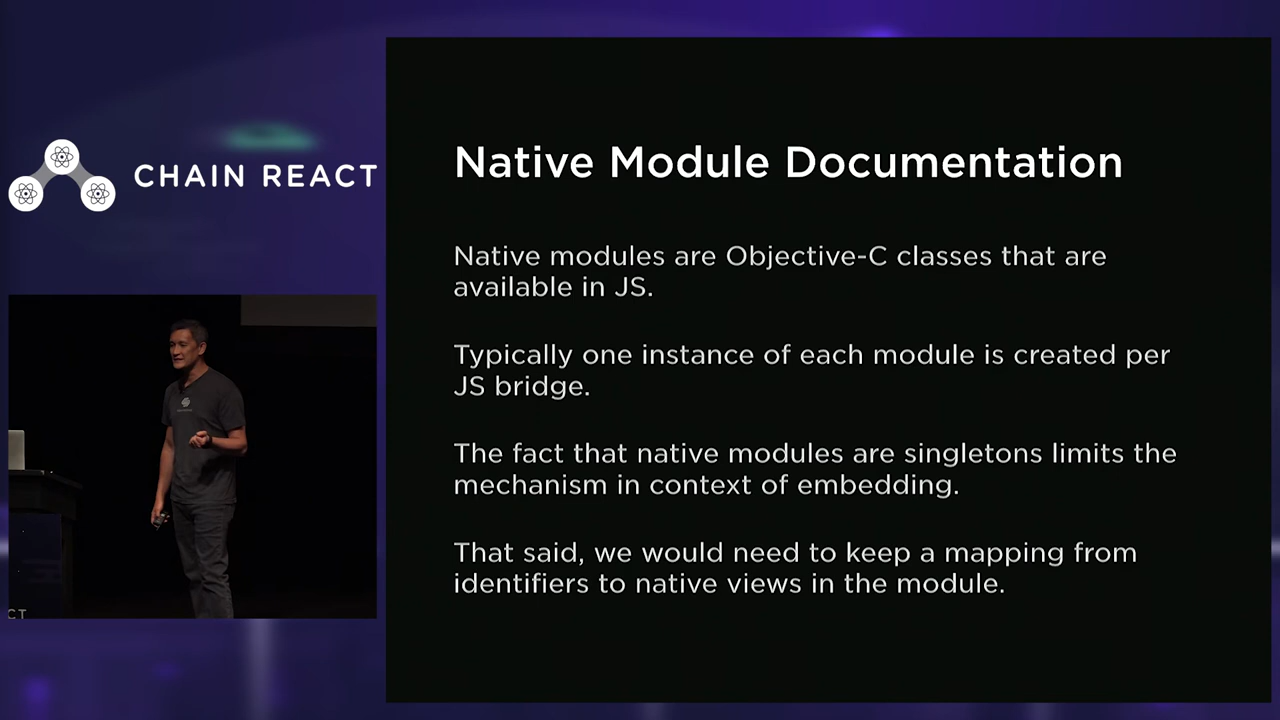 CHAIN REACT
Native Module Documentation
Native modules are Objective-C classes that are
available in JS.
Typically one instance of each module is created per
JS bridge.
The fact that native modules are singletons limits the
mechanism in context of embedding.
That said, we would need to keep a mapping from
identifiers to native views in the module.
CT